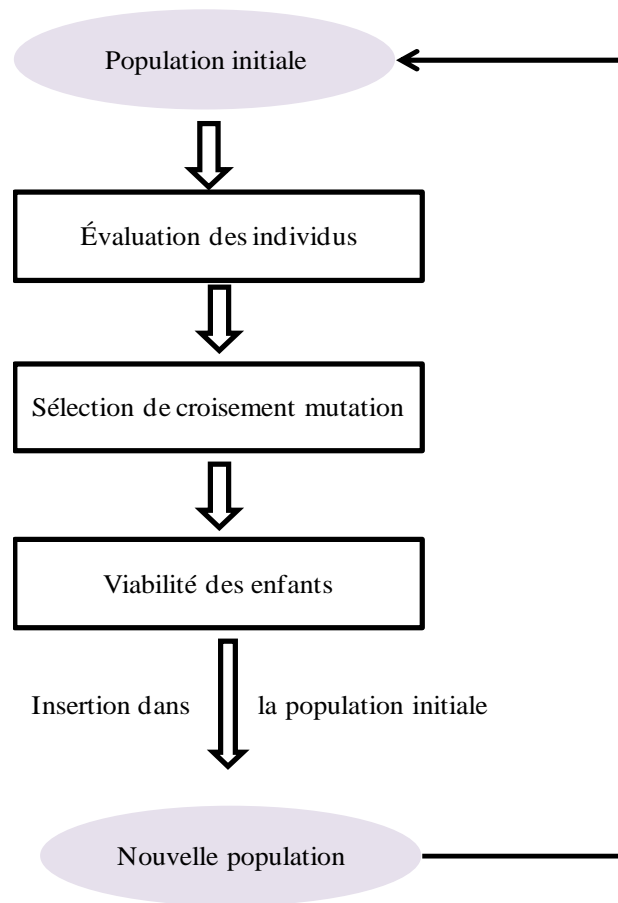 Population initiale
Évaluation des individus
Sélection de croisement mutation
Viabilité des enfants
Insertion dans la population initiale
Nouvelle population